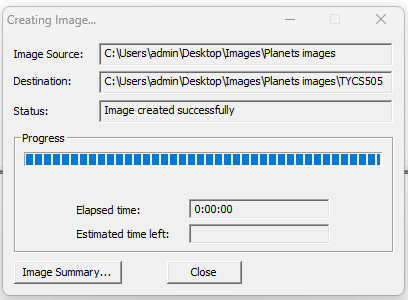 Creating Image...
Image Source: C:\Users\admin\Desktop\Images\Planets images
Destination: C:\Users\admin\Desktop\Images\Planets images\TYCS505
Status: Image created successfully
Progress
Elapsed time: 0:00:00
Estimated time left:
Image Summary... Close